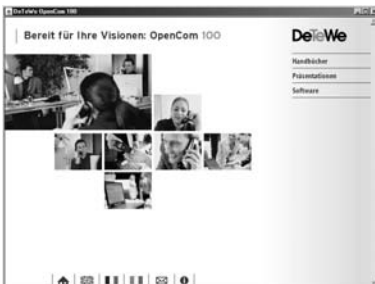 DeTeWe OpenCom 100
Bereit für Ihre Visionen: OpenCom 100
DeTeWe
Handbücher
Präsentationen
Software